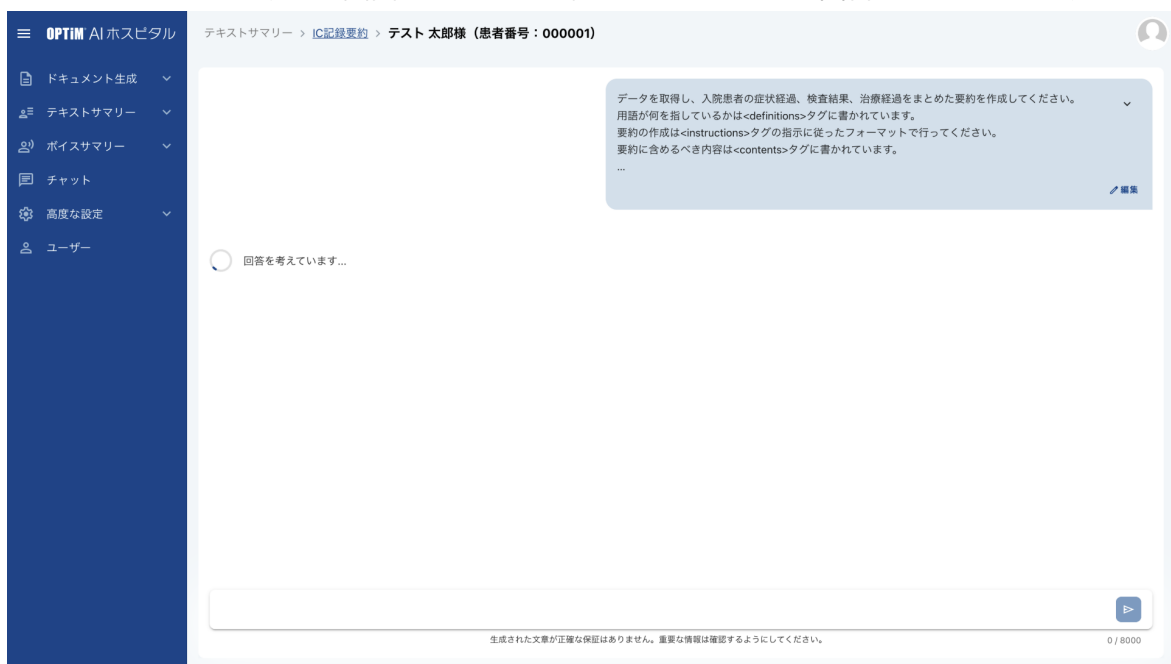 OPTiM AI ホスピタル
テキストサマリー > IC記録要約 > テスト 太郎様（患者番号：000001）
ドキュメント生成
テキストサマリー
ボイスサマリー
チャット
高度な設定
ユーザー
データを取得し、入院患者の症状経過、検査結果、治療経過をまとめた要約を作成してください。
用語が何を指しているかは<definitions>タグに書かれています。
要約の作成は<instructions>タグの指示に従ったフォーマットで行ってください。
要約に含めるべき内容は<contents>タグに書かれています。
...
編集
回答を考えています...
生成された文章が正確な保証はありません。重要な情報は確認するようにしてください。
0 / 8000